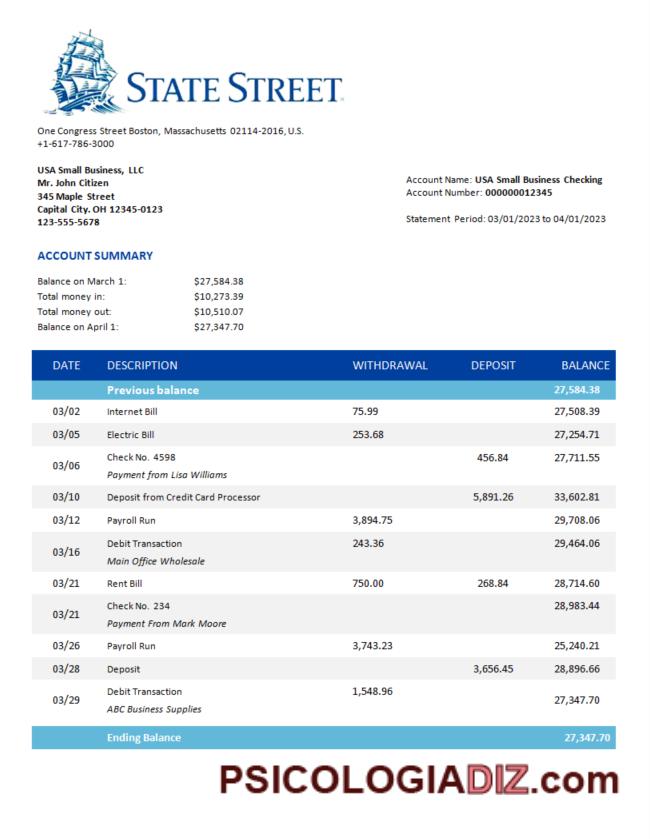 STATE STREET
One Congress Street Boston, Massachusetts 02114-2016, U.S.
+1-617-786-3000
USA Small Business, LLC
Mr. John Citizen
345 Maple Street
Capital City. OH 12345-0123
123-555-5678
Account Name: USA Small Business Checking
Account Number: 000000012345
Statement Period: 03/01/2023 to 04/01/2023
ACCOUNT SUMMARY
Balance on March 1: $27,584.38
Total money in: $10,273.39
Total money out: $10,510.07
Balance on April 1: $27,347.70
DATE DESCRIPTION WITHDRAWAL DEPOSIT BALANCE
Previous balance 27,584.38
03/02 Internet Bill 75.99 27,508.39
03/05 Electric Bill 253.68 27,254.71
03/06 Check No. 4598 456.84 27,711.55
Payment from Lisa Williams
03/10 Deposit from Credit Card Processor 5,891.26 33,602.81
03/12 Payroll Run 3,894.75 29,708.06
03/16 Debit Transaction 243.36 29,464.06
Main Office Wholesale
03/21 Rent Bill 750.00 268.84 28,714.60
03/21 Check No. 234 28,983.44
Payment From Mark Moore
03/26 Payroll Run 3,743.23 25,240.21
03/28 Deposit 3,656.45 28,896.66
03/29 Debit Transaction 1,548.96 27,347.70
ABC Business Supplies
Ending Balance 27,347.70
PSICOLOGIADIZ.com